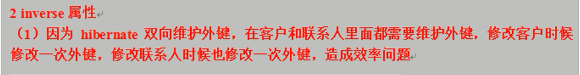 2 inverse 属性
（1）因为 hibernate 双向维护外键，在客户和联系人里面都需要维护外键，修改客户时候
修改一次外键，修改联系人时候也修改一次外键，造成效率问题